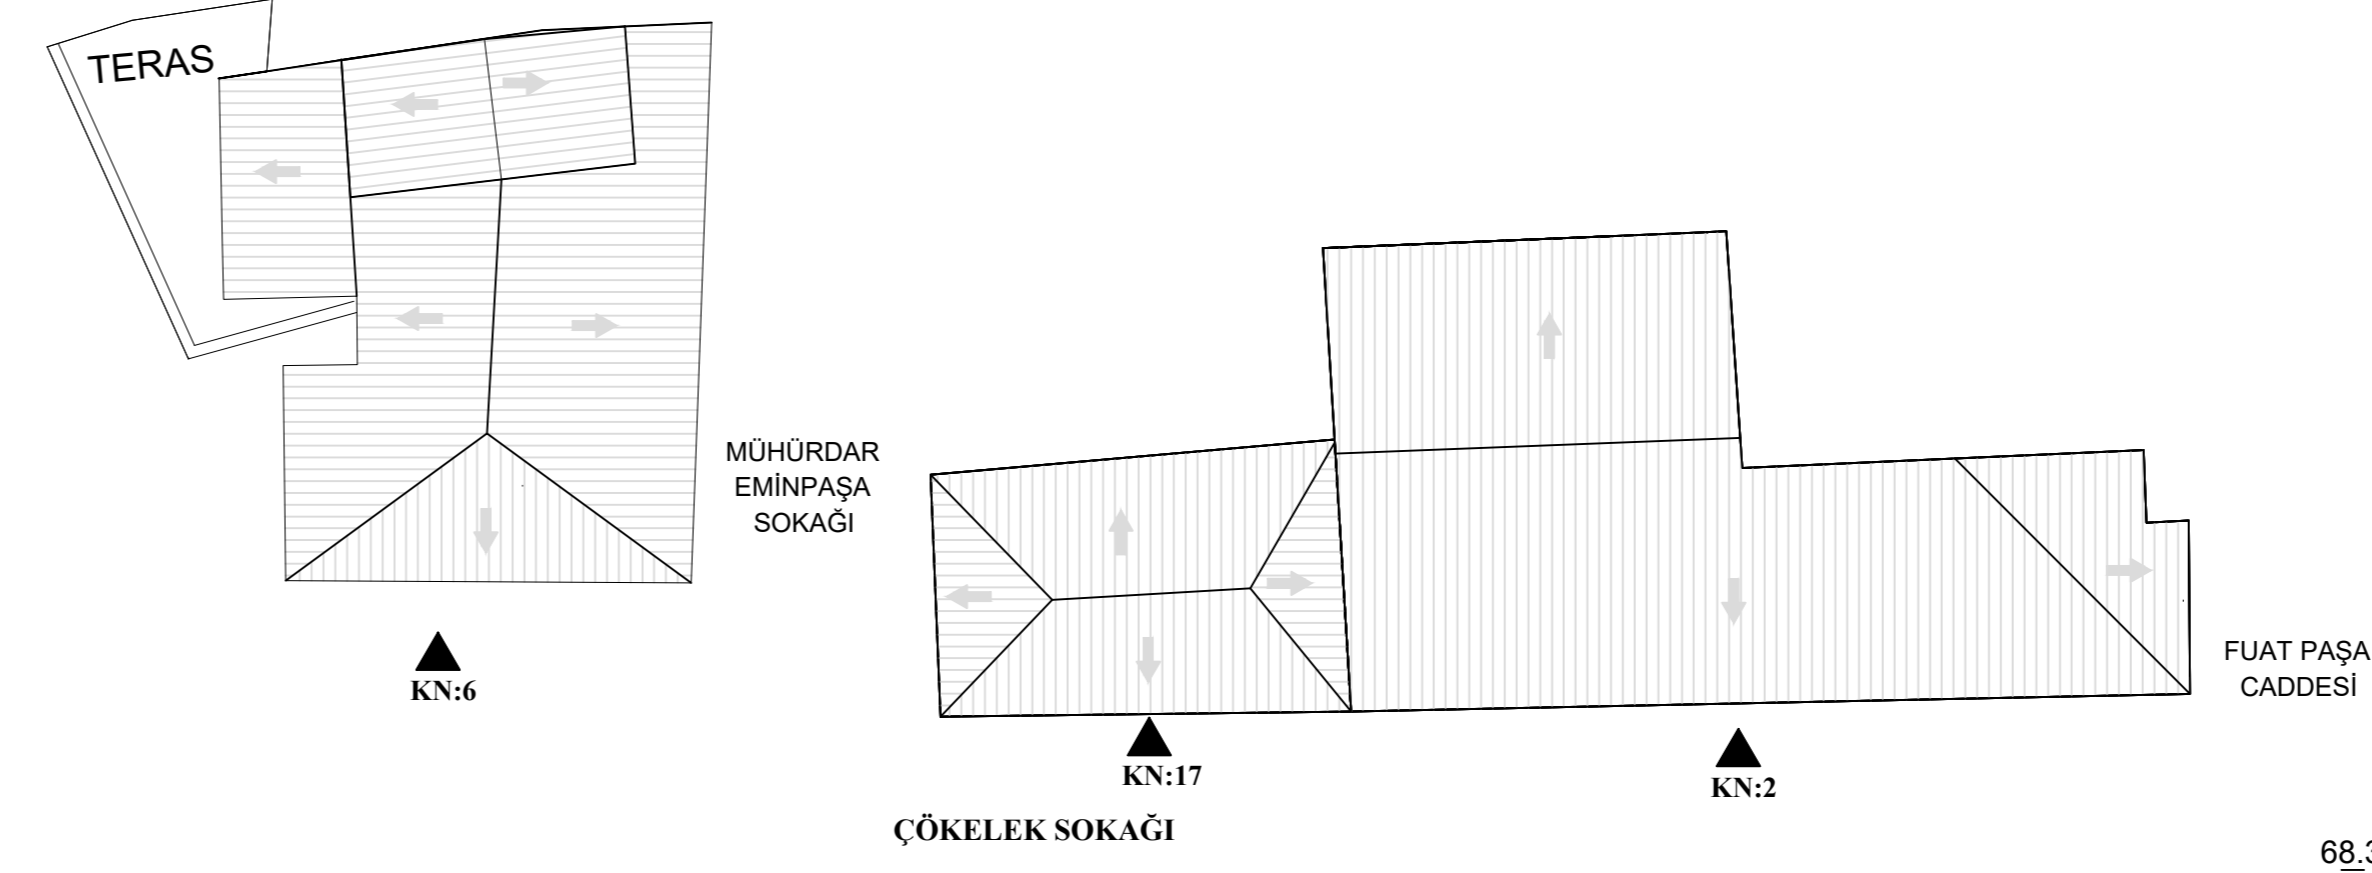 TERAS
MÜHÜRDAR
EMİNPAŞA
SOKAĞI
FUAT PAŞA
CADDESİ
KN:6
KN:17
KN:2
ÇÖKELEK SOKAĞI
68.3